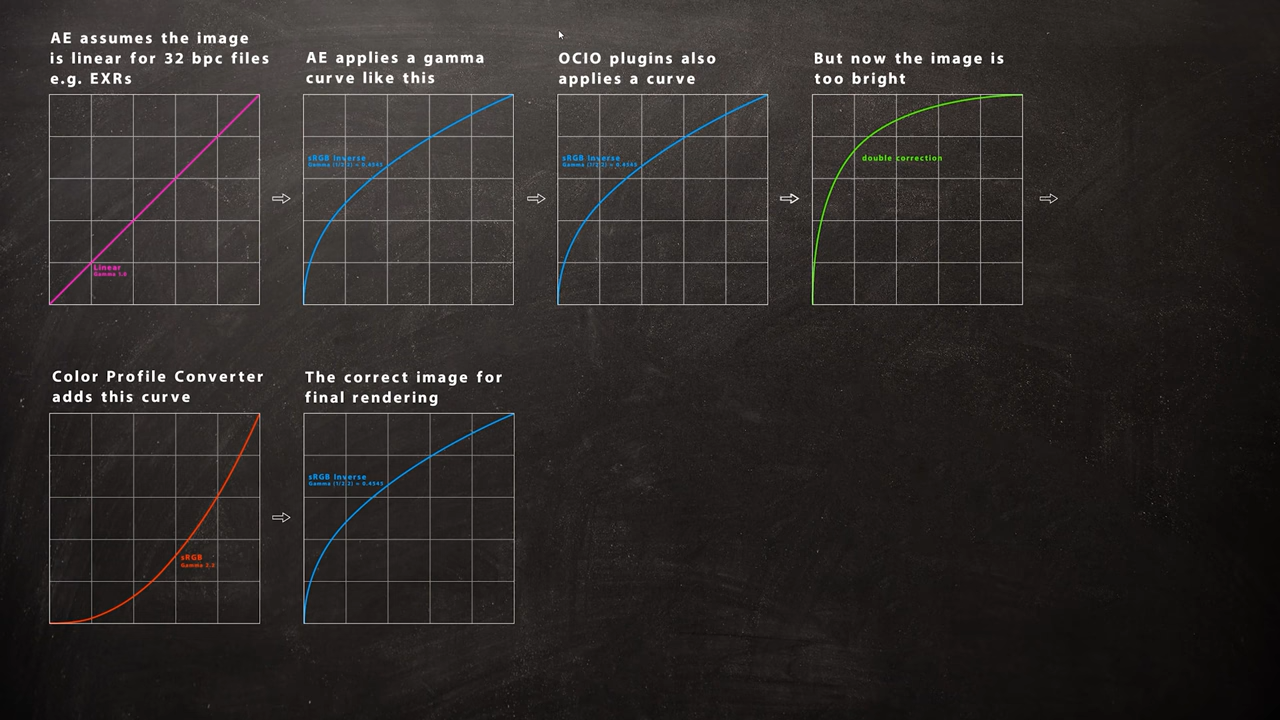 AE assumes the image
is linear for 32 bpc files
e.g. EXRs
Linear
Gamma 1.0
AE applies a gamma
curve like this
sRGB Inverse
Gamma (1/2.2) = 0.4545
OCIO plugins also
applies a curve
sRGB Inverse
Gamma (1/2.2) = 0.4545
But now the image is
too bright
double correction
Color Profile Converter
adds this curve
sRGB
Gamma 2.2
The correct image for
final rendering
sRGB Inverse
Gamma (1/2.2) = 0.4545